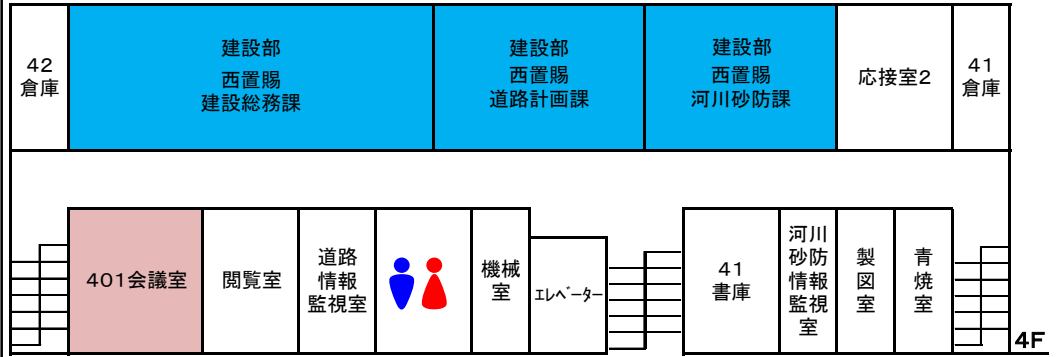 42
倉庫
建設部
西置賜
建設総務課
建設部
西置賜
道路計画課
建設部
西置賜
河川砂防課
応接室2
41
倉庫
401会議室
閲覧室
道路
情報
監視室
機械
室
ｴﾚﾍﾞｰﾀｰ
41
書庫
河川
砂防
情報
監視
室
製
図
室
青
焼
室
4F